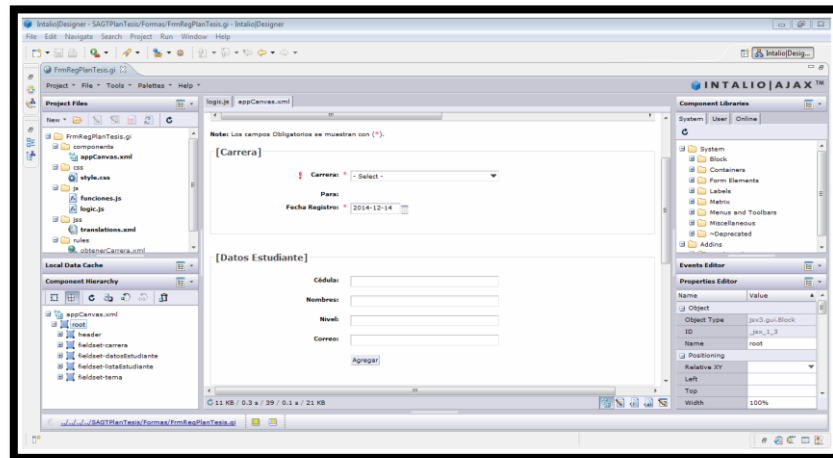 Intalio|Designer - SAGTPlanTesis/Formas/FrmRegPlanTesis.gi - Intalio|Designer
File Edit Navigate Search Project Run Window Help
Intalio|Desig...
FrmRegPlanTesis.gi
Project File Tools Palettes Help
INTALIO|AJAX™
Project Files
New
FrmRegPlanTesis.gi
components
appCanvas.xml
css
style.css
js
funciones.js
logic.js
jss
translations.xml
rules
obtenerCarrera.xml
Local Data Cache
Component Hierarchy
appCanvas.xml
root
header
fieldset-carrera
fieldset-datosEstudiante
fieldset-listaEstudiante
fieldset-tema
logic.js appCanvas.xml
Note: Los campos Obligatorios se muestran con (*).
[Carrera]
! Carrera: * - Select -
Para:
Fecha Registro: * 2014-12-14
[Datos Estudiante]
Cédula:
Nombres:
Nivel:
Correo:
Agregar
11 KB / 0.3 s / 39 / 0.1 s / 21 KB
Component Libraries
System User Online
System
Block
Containers
Form Elements
Labels
Matrix
Menus and Toolbars
Miscellaneous
~Deprecated
Addins
Events Editor
Properties Editor
Name Value
Object
Object Type jsx3.gui.Block
ID _jsx_1_3
Name root
Positioning
Relative XY
Left
Top
Width 100%
../../../../SAGTPlanTesis/Formas/FrmRegPlanTesis.gi